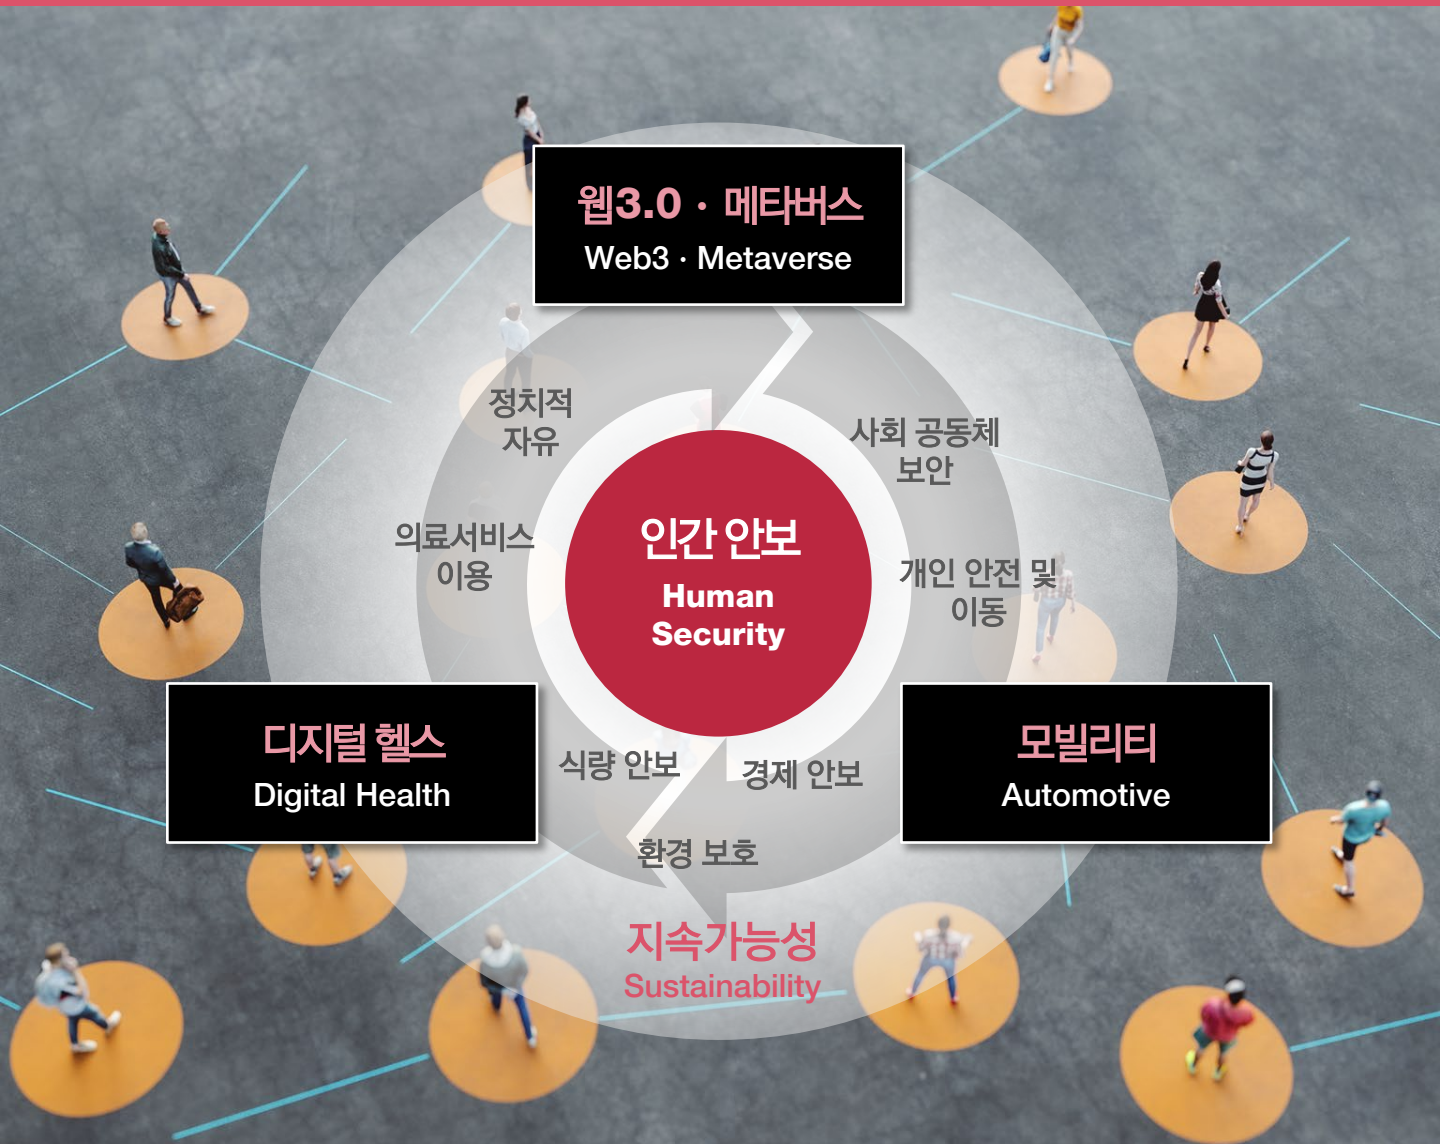 웹3.0 · 메타버스
Web3 · Metaverse
정치적
자유
사회 공동체
보안
의료서비스
이용
인간 안보
Human
Security
개인 안전 및
이동
디지털 헬스
Digital Health
모빌리티
Automotive
식량 안보
경제 안보
환경 보호
지속가능성
Sustainability